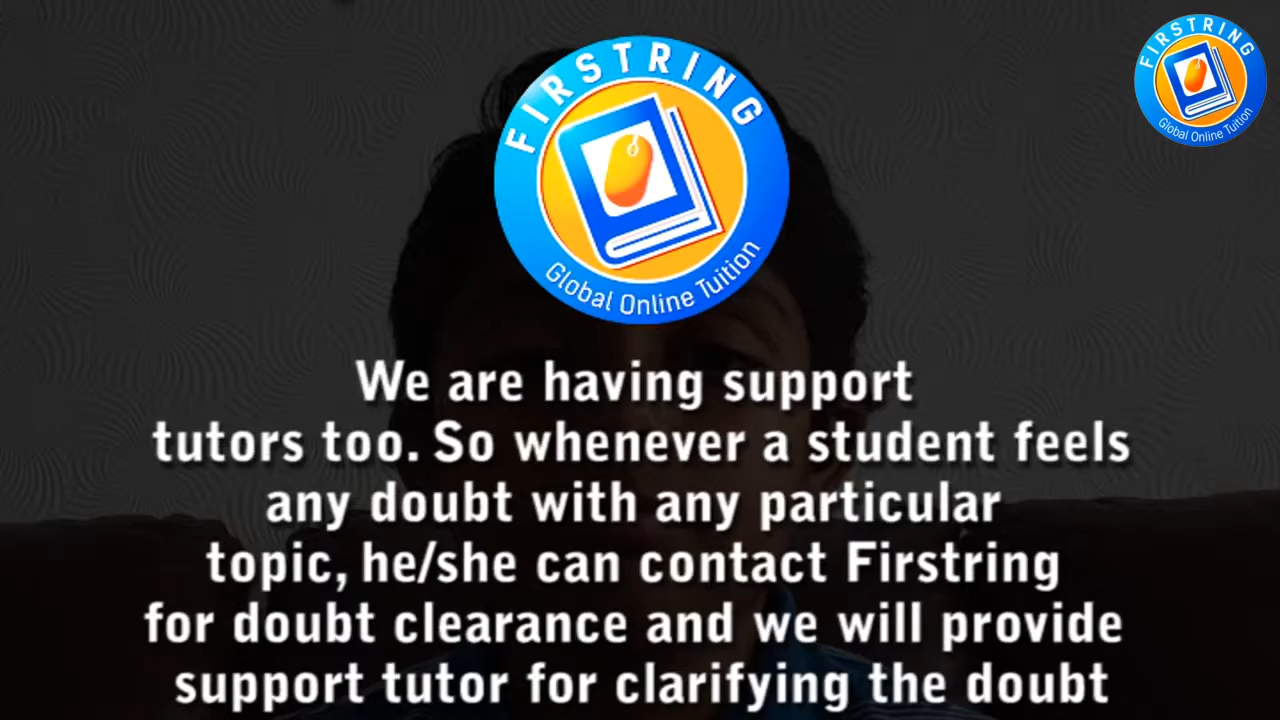 FIRSTRING
Global Online Tuition
FIRSTRING
Global Online Tuition
We are having support
tutors too. So whenever a student feels
any doubt with any particular
topic, he/she can contact Firstring
for doubt clearance and we will provide
support tutor for clarifying the doubt